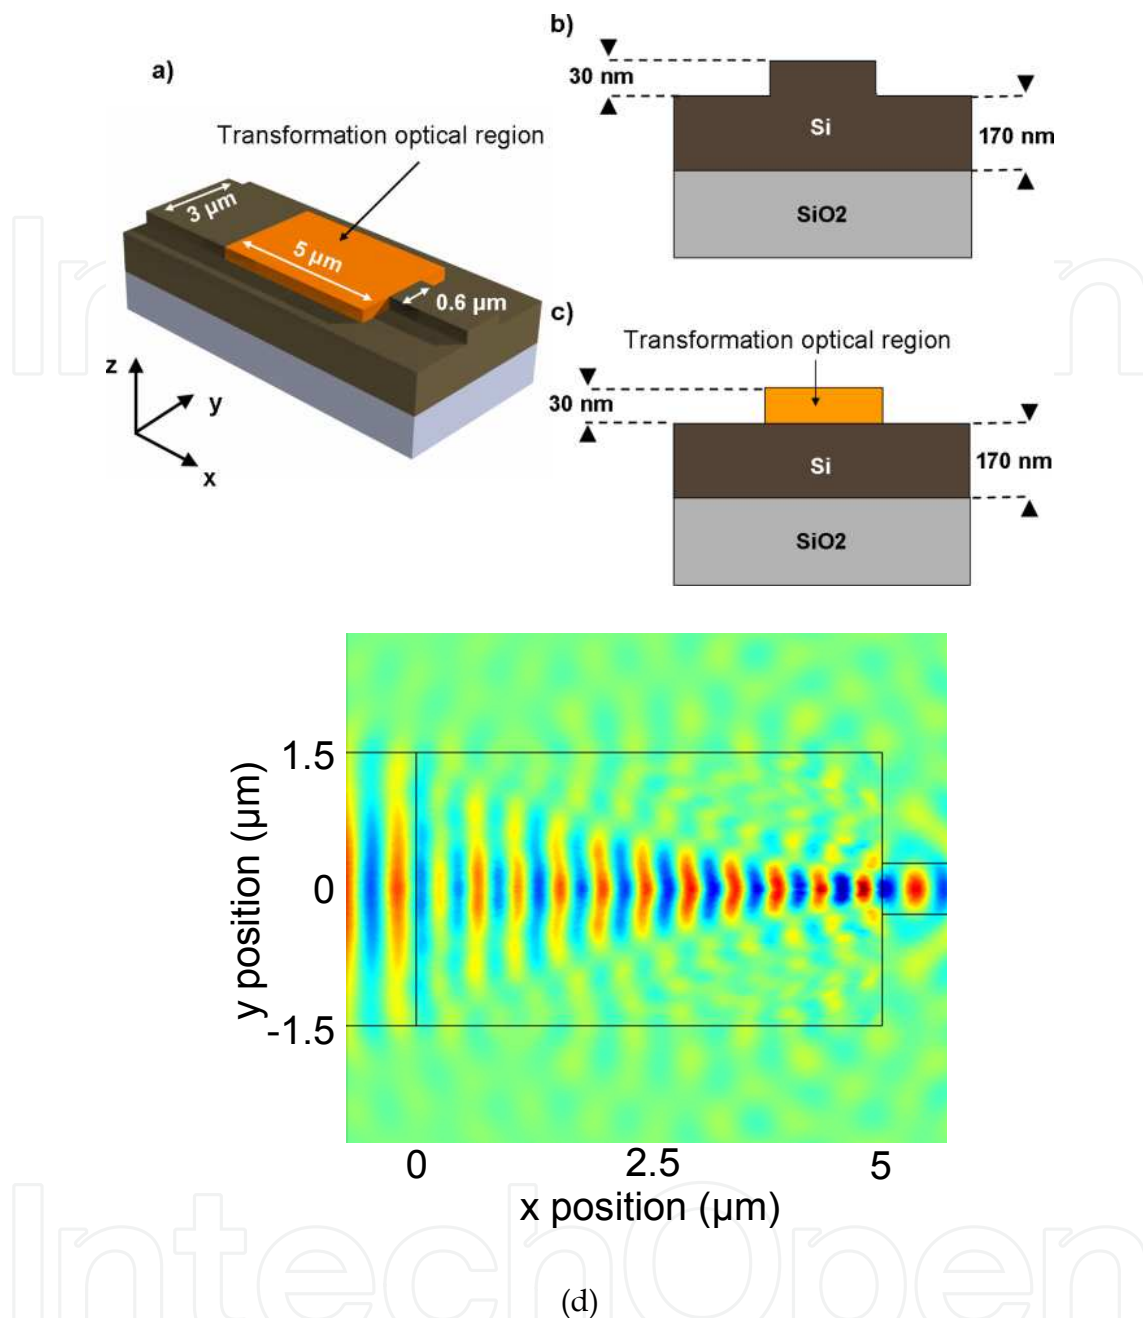 a)
Transformation optical region
3 µm
5 µm
0.6 µm
z
y
x
b)
30 nm
Si
170 nm
SiO2
c)
Transformation optical region
30 nm
Si
170 nm
SiO2
1.5
0
-1.5
y position (µm)
0
2.5
5
x position (µm)
IntechOpen
(d)